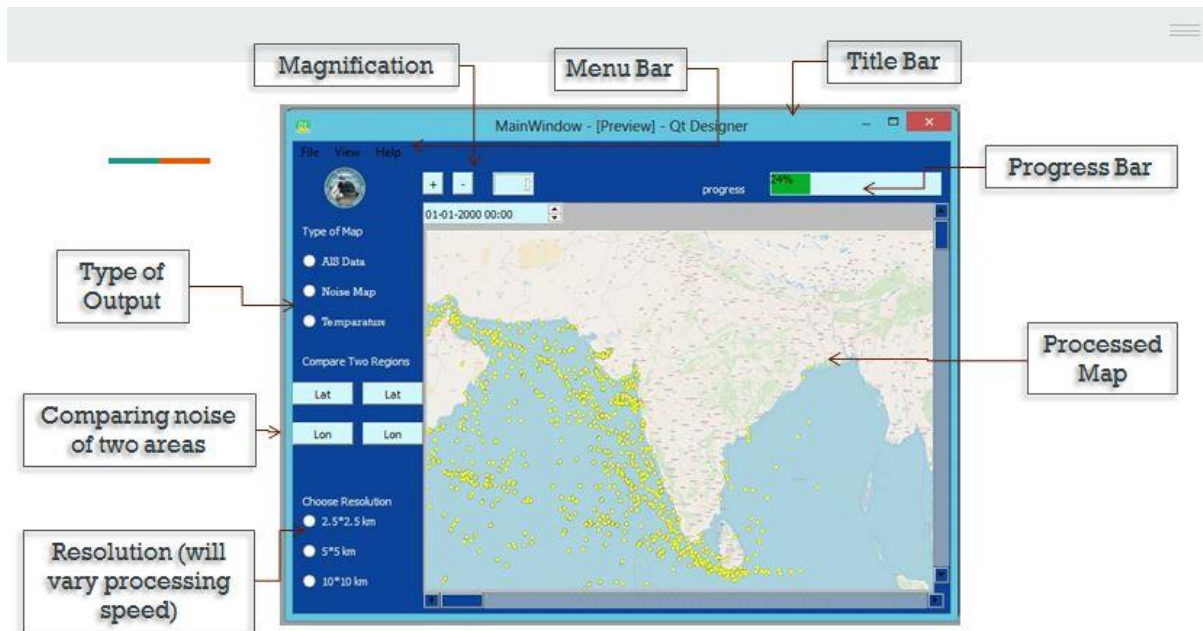 Magnification
Menu Bar
Title Bar
MainWindow - [Preview] - Qt Designer
File View Help
Progress Bar
+ -
progress
24%
01-01-2000 00:00
Type of Map
AIS Data
Noise Map
Temparature
Type of
Output
Compare Two Regions
Lat Lat
Lon Lon
Comparing noise
of two areas
Processed
Map
Choose Resolution
2.5*2.5 km
5*5 km
10*10 km
Resolution (will
vary processing
speed)